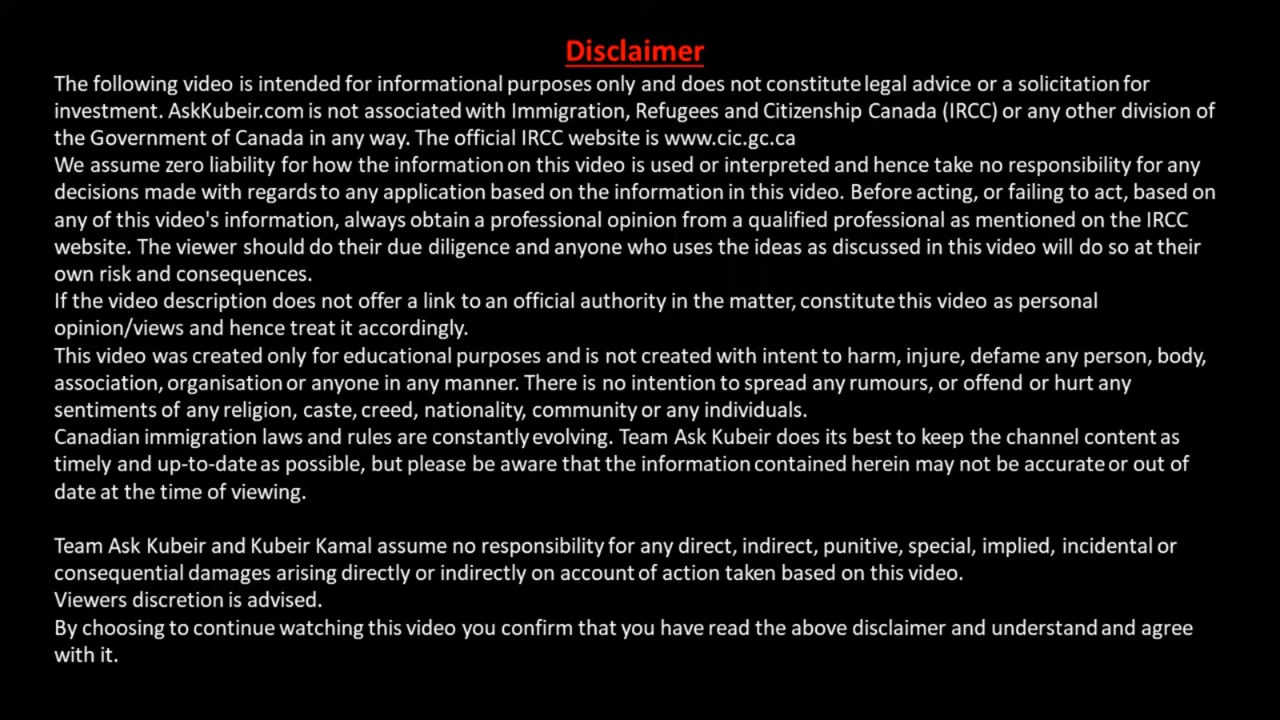 Disclaimer
The following video is intended for informational purposes only and does not constitute legal advice or a solicitation for
investment. AskKubeir.com is not associated with Immigration, Refugees and Citizenship Canada (IRCC) or any other division of
the Government of Canada in any way. The official IRCC website is www.cic.gc.ca
We assume zero liability for how the information on this video is used or interpreted and hence take no responsibility for any
decisions made with regards to any application based on the information in this video. Before acting, or failing to act, based on
any of this video's information, always obtain a professional opinion from a qualified professional as mentioned on the IRCC
website. The viewer should do their due diligence and anyone who uses the ideas as discussed in this video will do so at their
own risk and consequences.
If the video description does not offer a link to an official authority in the matter, constitute this video as personal
opinion/views and hence treat it accordingly.
This video was created only for educational purposes and is not created with intent to harm, injure, defame any person, body,
association, organisation or anyone in any manner. There is no intention to spread any rumours, or offend or hurt any
sentiments of any religion, caste, creed, nationality, community or any individuals.
Canadian immigration laws and rules are constantly evolving. Team Ask Kubeir does its best to keep the channel content as
timely and up-to-date as possible, but please be aware that the information contained herein may not be accurate or out of
date at the time of viewing.
Team Ask Kubeir and Kubeir Kamal assume no responsibility for any direct, indirect, punitive, special, implied, incidental or
consequential damages arising directly or indirectly on account of action taken based on this video.
Viewers discretion is advised.
By choosing to continue watching this video you confirm that you have read the above disclaimer and understand and agree
with it.